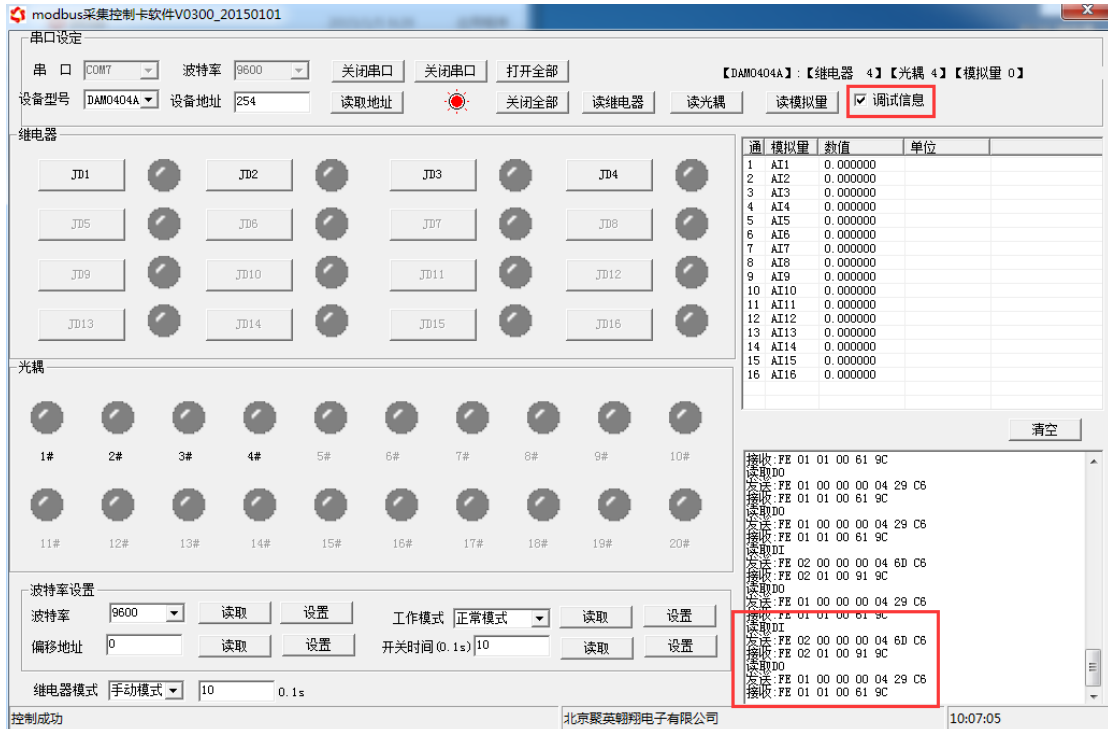 modbus采集控制卡软件V0300_20150101
串口设定
串 口 COM7 波特率 9600 关闭串口 关闭串口 打开全部
【DAM0404A】:【继电器 4】【光耦 4】【模拟量 0】
设备型号 DAM0404A 设备地址 254 读取地址 关闭全部 读继电器 读光耦 读模拟量 调试信息
继电器
JD1 JD2 JD3 JD4
JD5 JD6 JD7 JD8
JD9 JD10 JD11 JD12
JD13 JD14 JD15 JD16
通 模拟量 数值 单位
1 AI1 0.000000
2 AI2 0.000000
3 AI3 0.000000
4 AI4 0.000000
5 AI5 0.000000
6 AI6 0.000000
7 AI7 0.000000
8 AI8 0.000000
9 AI9 0.000000
10 AI10 0.000000
11 AI11 0.000000
12 AI12 0.000000
13 AI13 0.000000
14 AI14 0.000000
15 AI15 0.000000
16 AI16 0.000000
光耦
1# 2# 3# 4# 5# 6# 7# 8# 9# 10#
11# 12# 13# 14# 15# 16# 17# 18# 19# 20#
清空
接收:FE 01 01 00 61 9C
读取DO
发送:FE 01 00 00 00 04 29 C6
接收:FE 01 01 00 61 9C
读取DO
发送:FE 01 00 00 00 04 29 C6
接收:FE 01 01 00 61 9C
读取DI
发送:FE 02 00 00 00 04 6D C6
接收:FE 02 01 00 91 9C
读取DO
发送:FE 01 00 00 00 04 29 C6
接收:FE 01 01 00 61 9C
读取DI
发送:FE 02 00 00 00 04 6D C6
接收:FE 02 01 00 91 9C
读取DO
发送:FE 01 00 00 00 04 29 C6
接收:FE 01 01 00 61 9C
波特率设置
波特率 9600 读取 设置 工作模式 正常模式 读取 设置
偏移地址 0 读取 设置 开关时间(0.1s) 10 读取 设置
继电器模式 手动模式 10 0.1s
控制成功 北京聚英翱翔电子有限公司 10:07:05